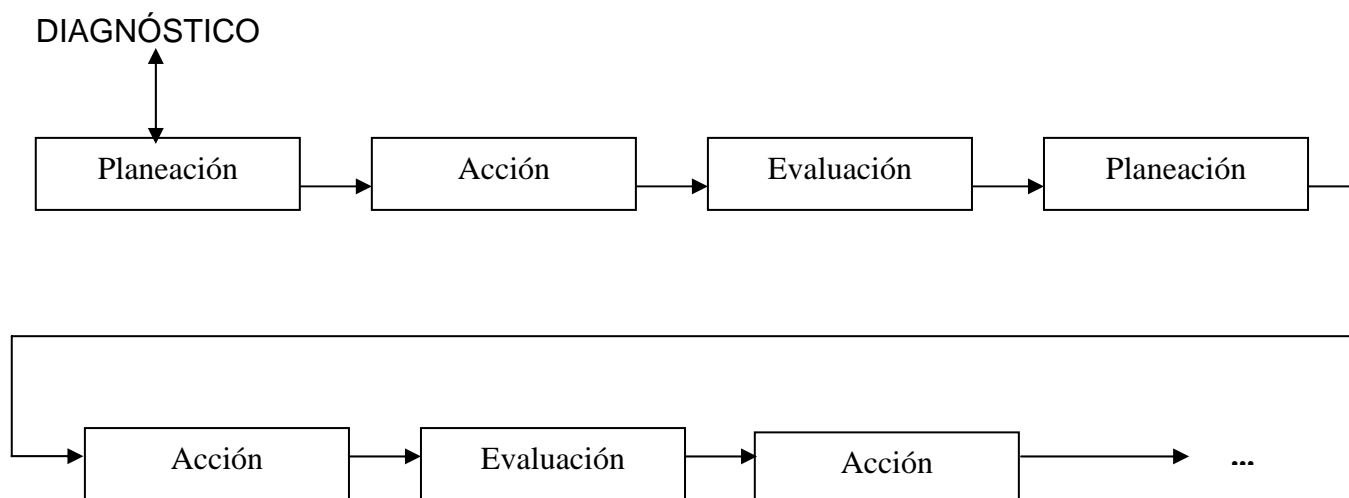 DIAGNÓSTICO
Planeación Acción Evaluación Planeación
Acción Evaluación Acción ...